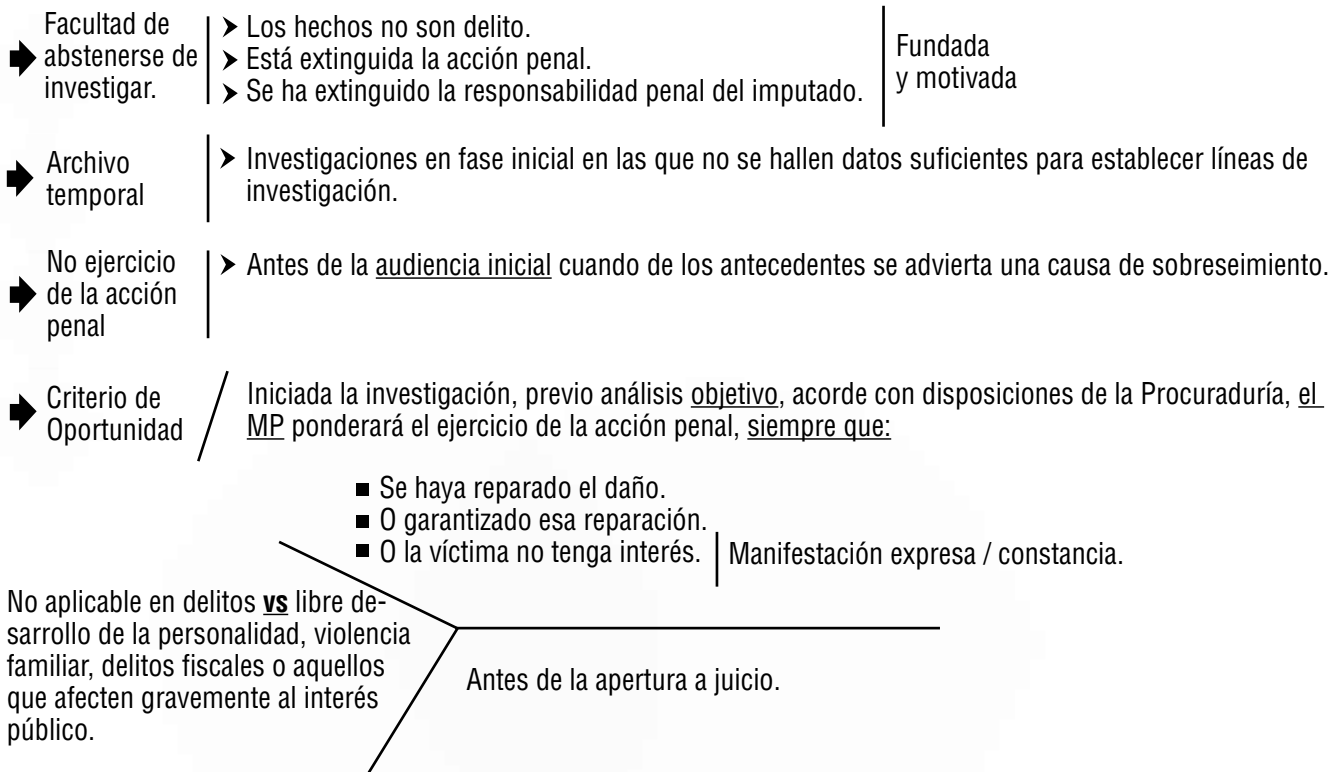 Facultad de
abstenerse de
investigar.
Los hechos no son delito.
Está extinguida la acción penal.
Se ha extinguido la responsabilidad penal del imputado.
Fundada
y motivada
Archivo
temporal
Investigaciones en fase inicial en las que no se hallen datos suficientes para establecer líneas de
investigación.
No ejercicio
de la acción
penal
Antes de la audiencia inicial cuando de los antecedentes se advierta una causa de sobreseimiento.
Criterio de
Oportunidad
Iniciada la investigación, previo análisis objetivo, acorde con disposiciones de la Procuraduría, el
MP ponderará el ejercicio de la acción penal, siempre que:
Se haya reparado el daño.
O garantizado esa reparación.
O la víctima no tenga interés.
Manifestación expresa / constancia.
No aplicable en delitos vs libre de-
sarrollo de la personalidad, violencia
familiar, delitos fiscales o aquellos
que afecten gravemente al interés
público.
Antes de la apertura a juicio.